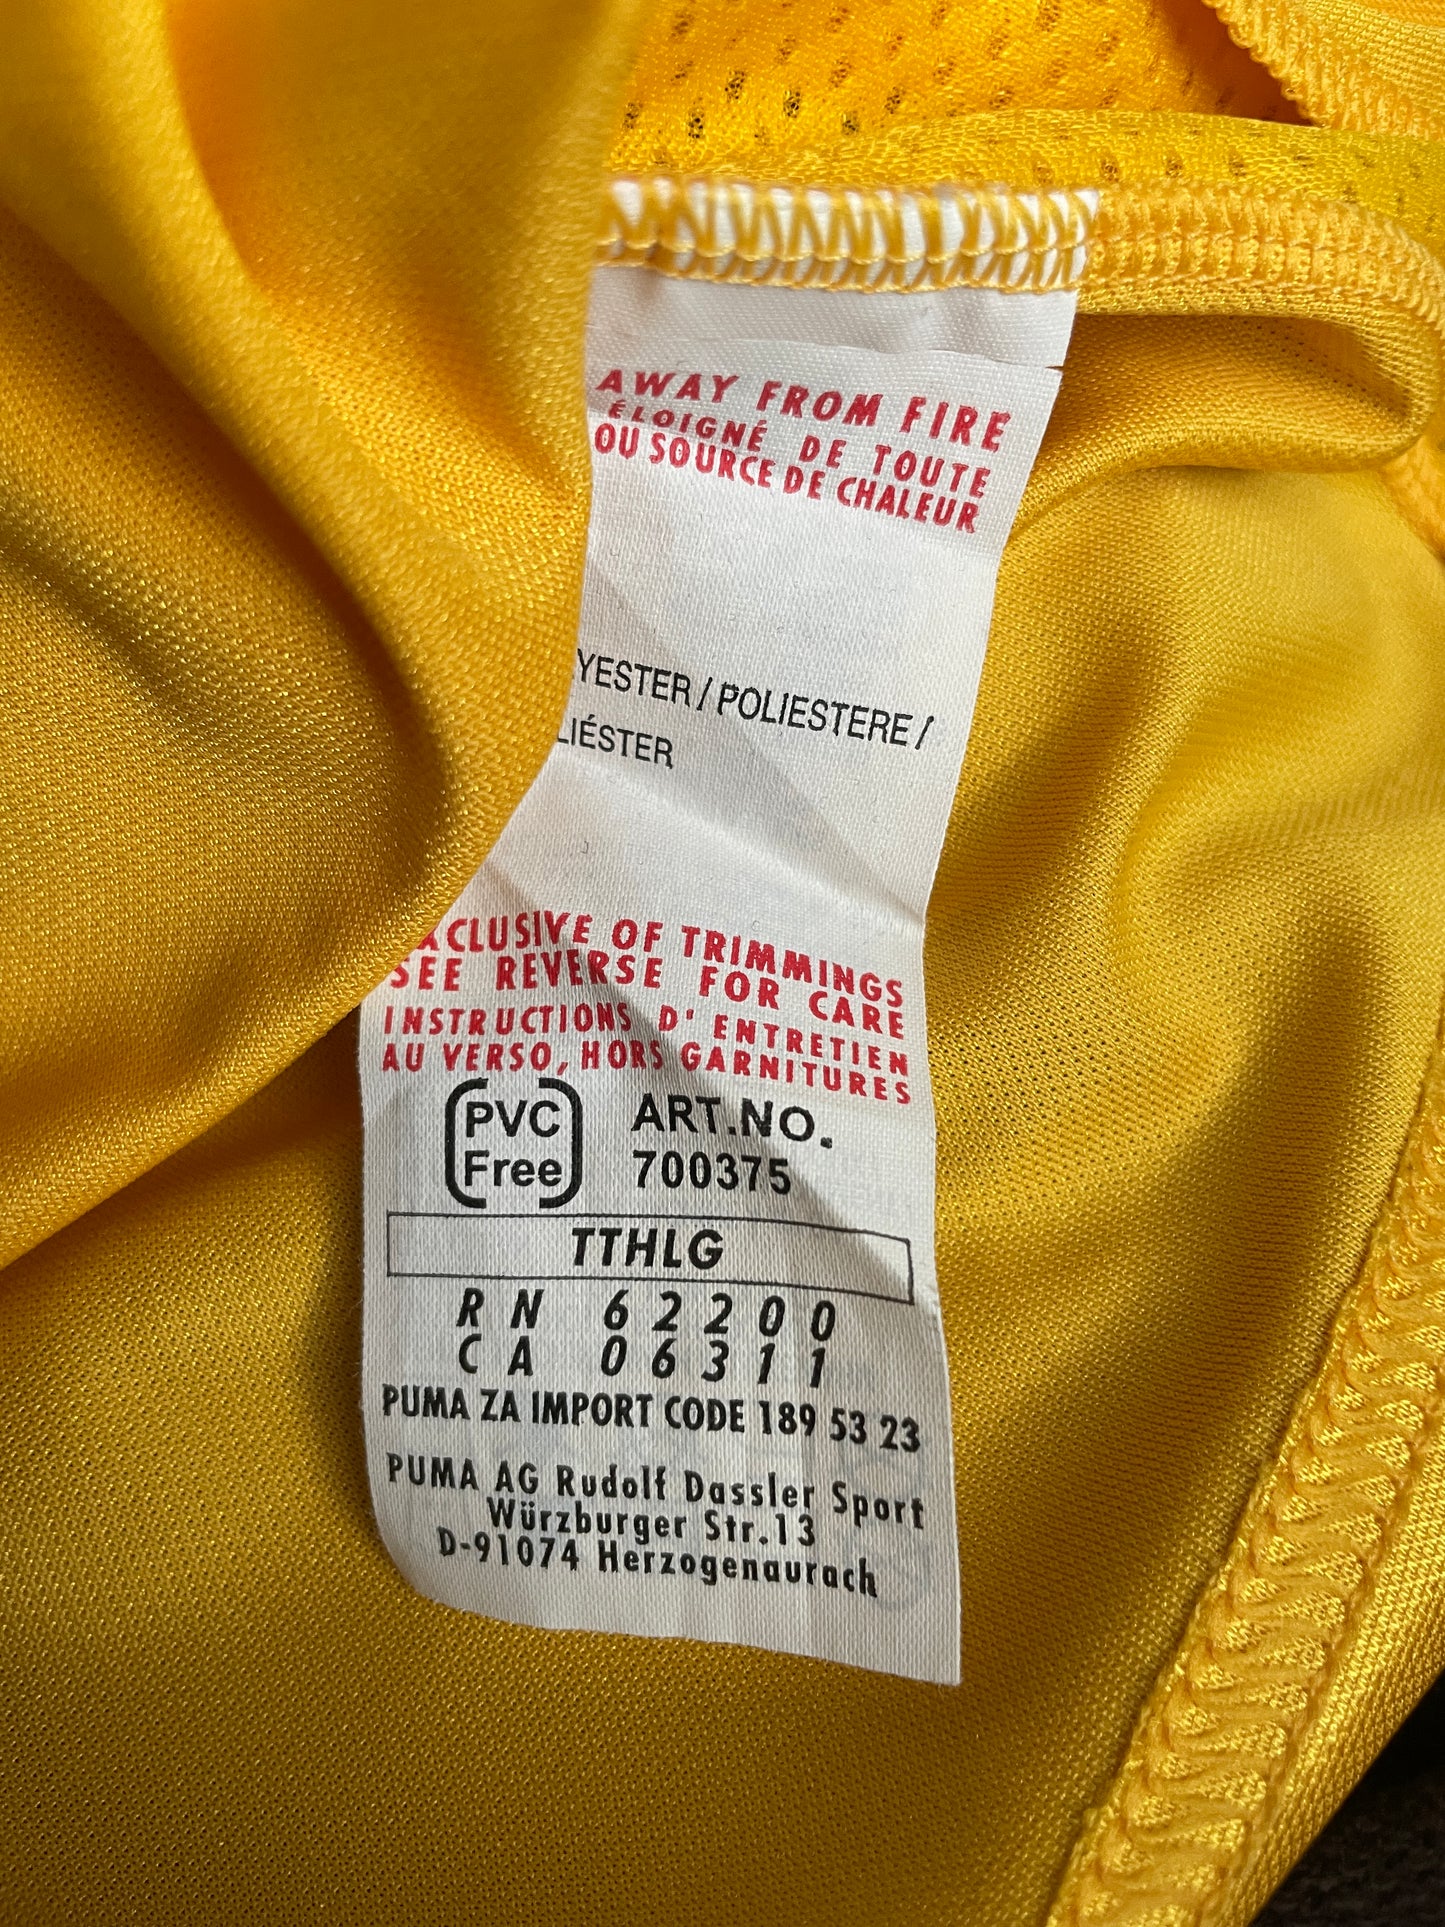 AWAY FROM FIRE
ÉLOIGNÉ DE TOUTE
OU SOURCE DE CHALEUR
YESTER / POLIESTERE /
LIÉSTER
XCLUSIVE OF TRIMMINGS
SEE REVERSE FOR CARE
INSTRUCTIONS D' ENTRETIEN
AU VERSO, HORS GARNITURES
PVC
Free
ART.NO.
700375
TTHLG
RN 62200
CA 06311
PUMA ZA IMPORT CODE 189 53 23
PUMA AG Rudolf Dassler Sport
Würzburger Str.13
D-91074 Herzogenaurach